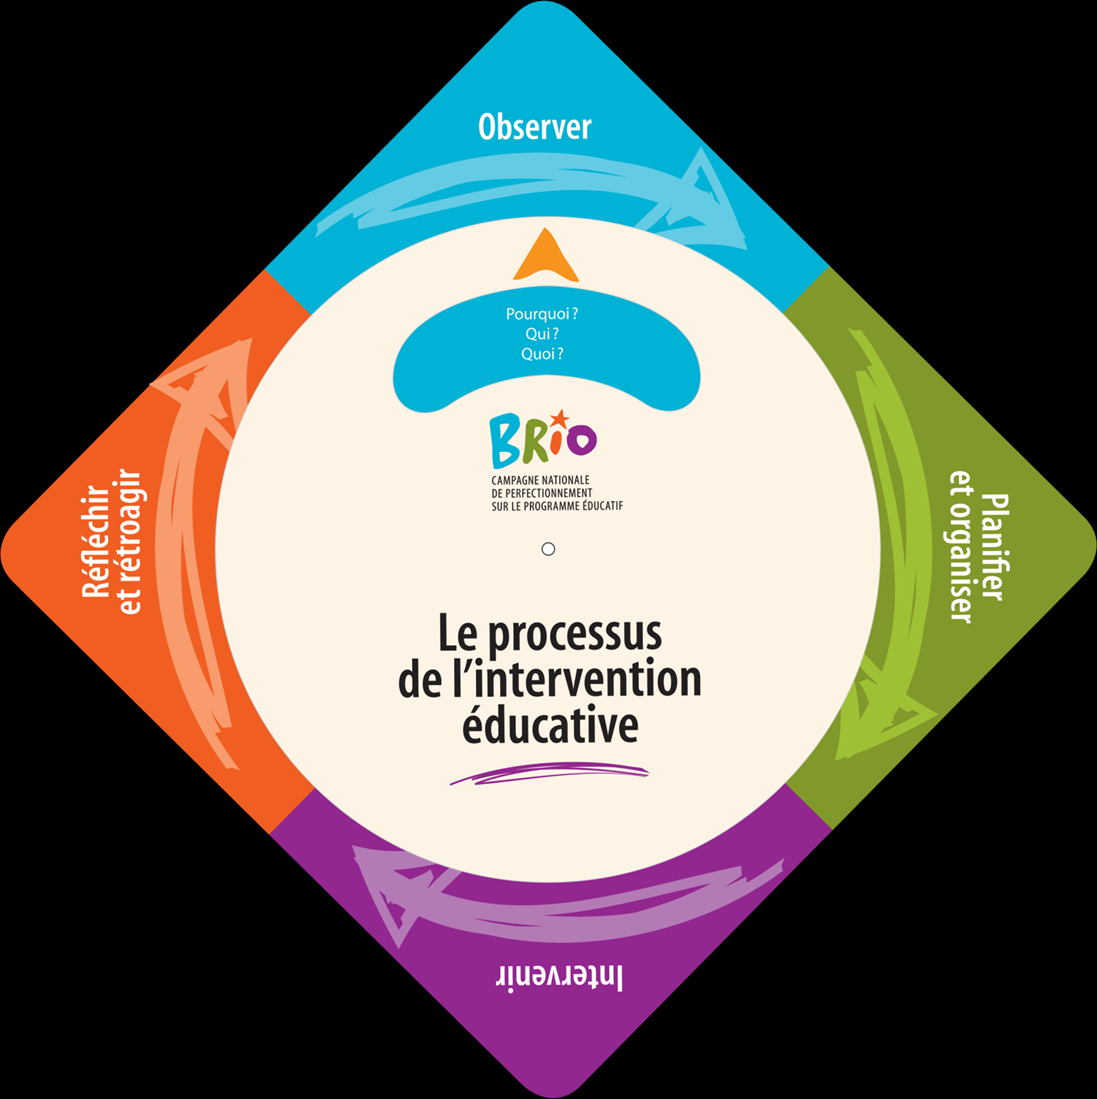 Observer
Pourquoi ?
Qui ?
Quoi ?
BRiO
CAMPAGNE NATIONALE
DE PERFECTIONNEMENT
SUR LE PROGRAMME ÉDUCATIF
Planifier
et organiser
Réfléchir
et rétroagir
Le processus
de l’intervention
éducative
Intervenir